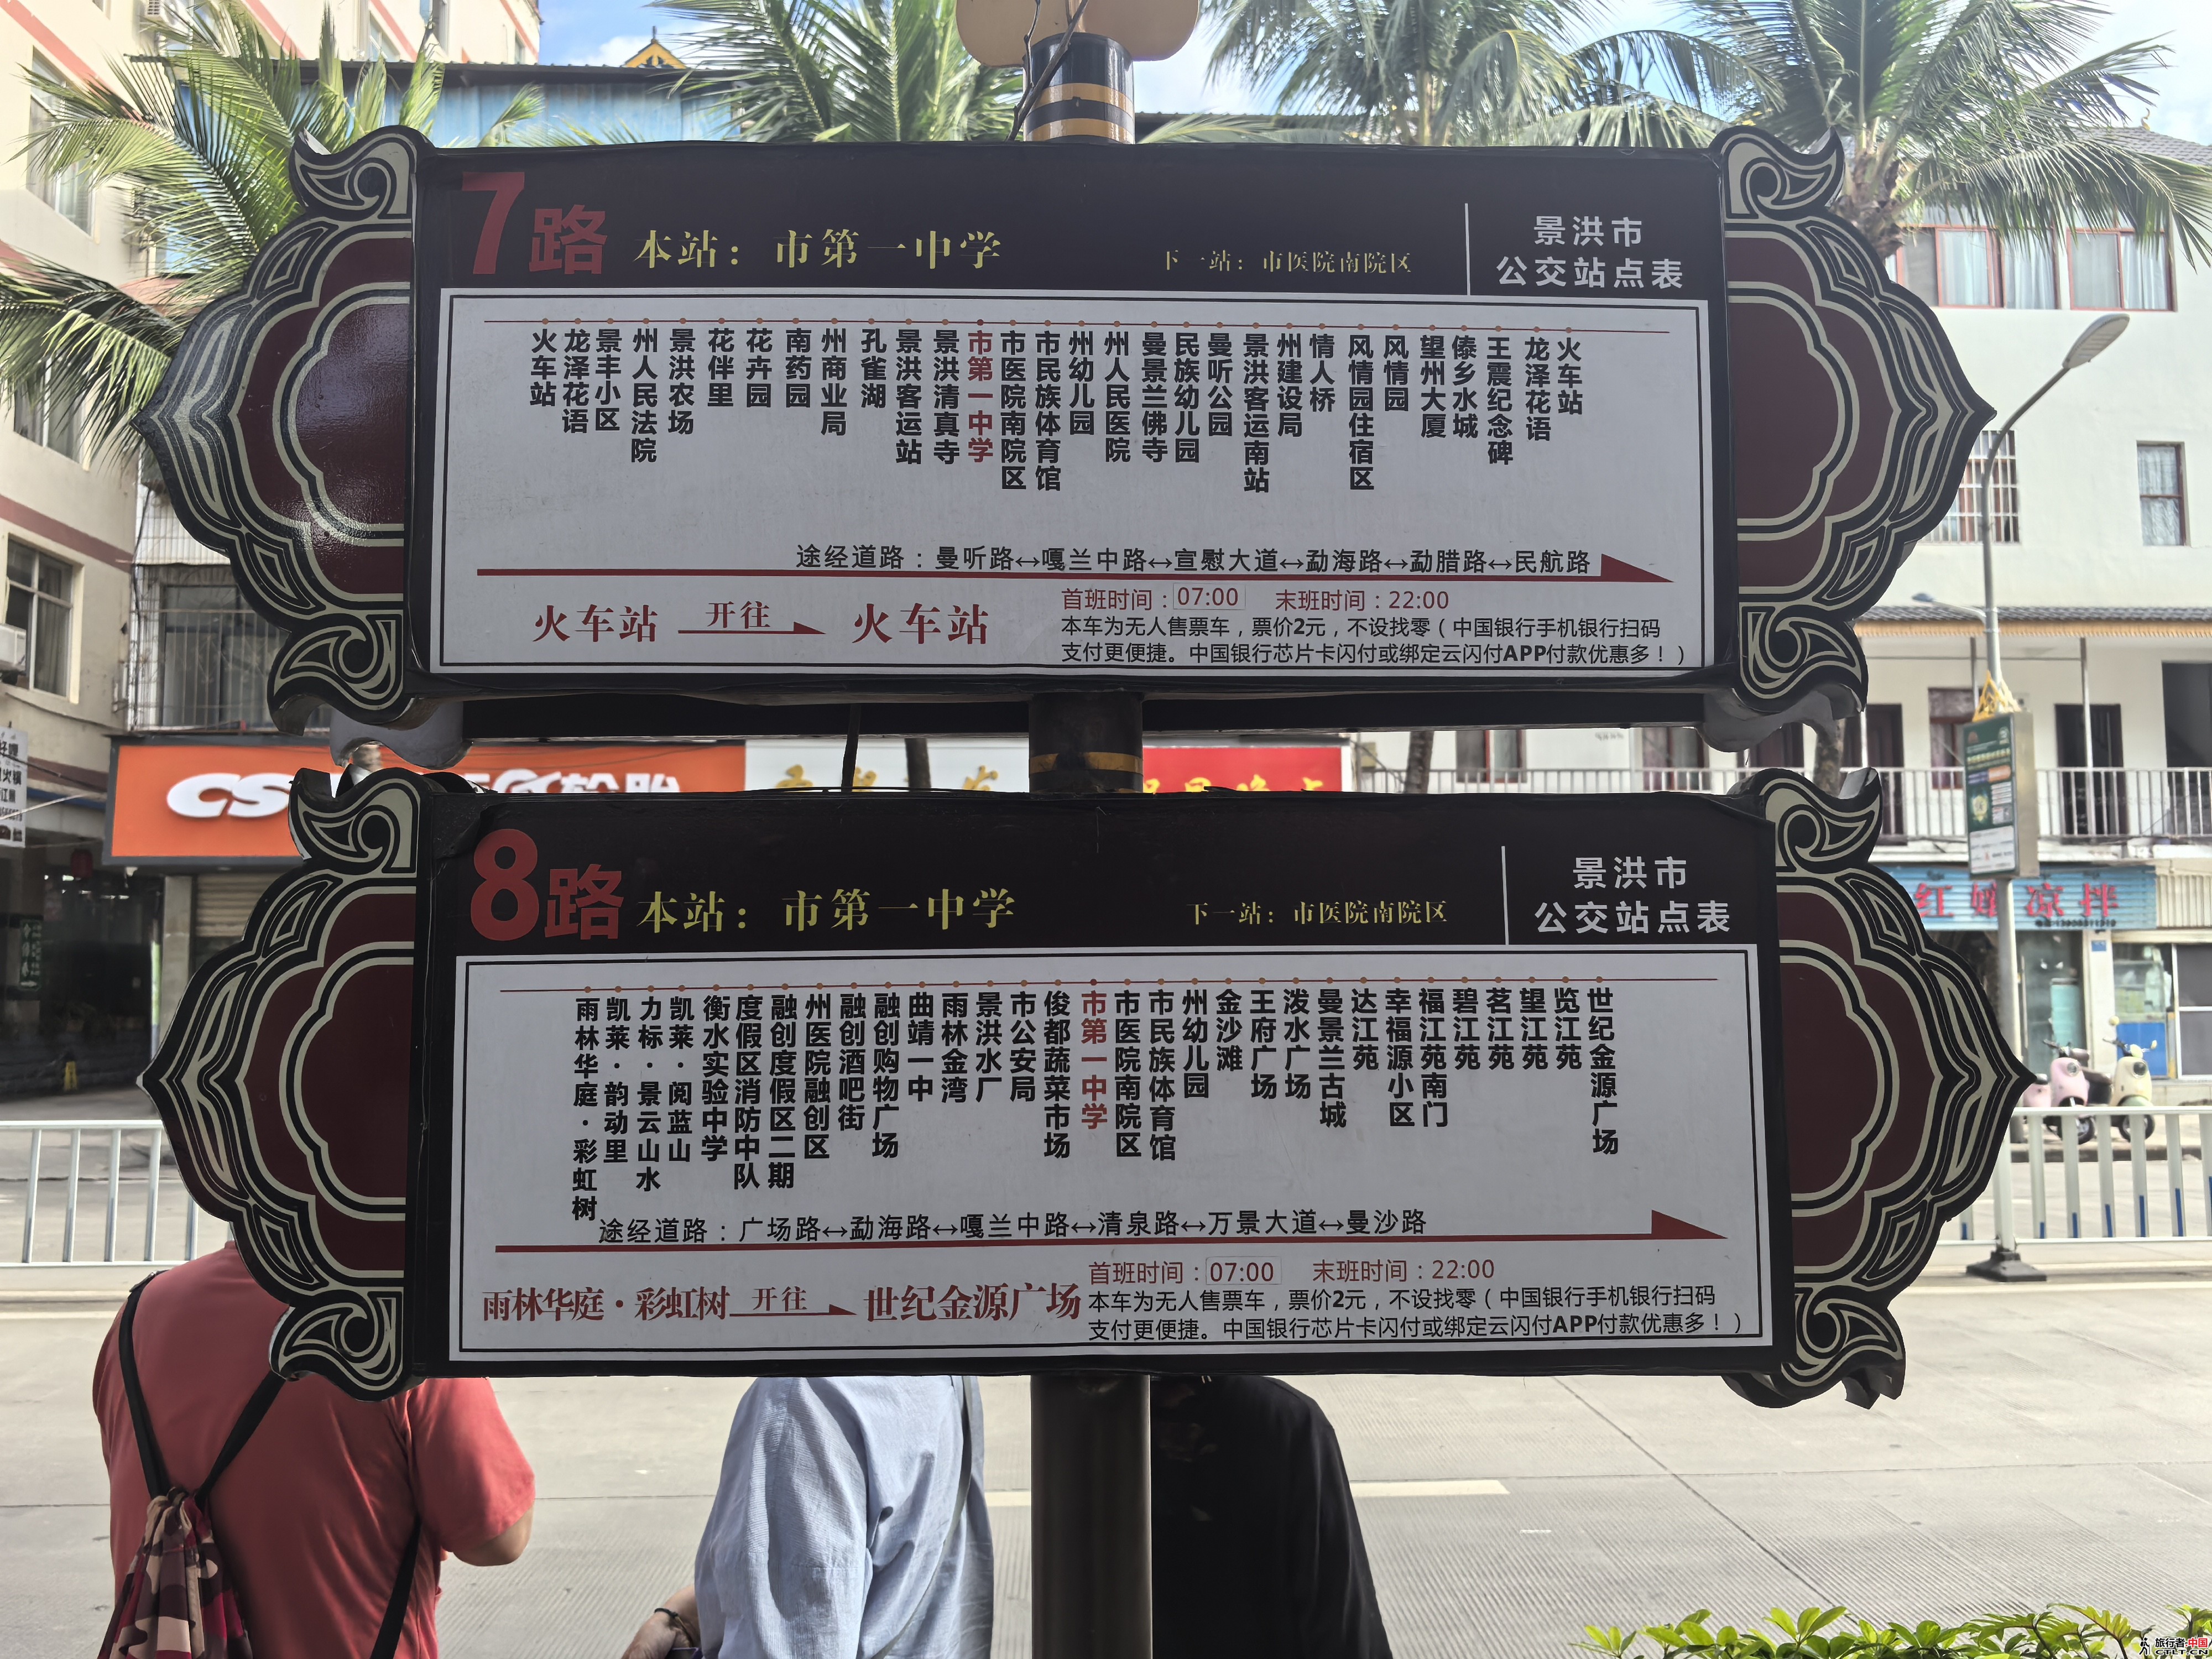 7路
本站：市第一中学
下一站：市医院南院区
景洪市
公交站点表
火车站
龙泽花语
景丰小区
州人民法院
景洪农场
花伴里
花卉园
南药园
州商业局
孔雀湖
景洪客运站
景洪清真寺
市第一中学
市医院南院区
市民族体育馆
州幼儿园
州人民医院
曼景兰佛寺
民族幼儿园
曼听公园
景洪客运南站
州建设局
情人桥
风情园住宿区
风情园
望州大厦
傣乡水城
王震纪念碑
龙泽花语
火车站
途经道路：曼听路↔嘎兰中路↔宣慰大道↔勐海路↔勐腊路↔民航路
火车站 开往 火车站
首班时间：07:00 末班时间：22:00
本车为无人售票车，票价2元，不设找零（中国银行手机银行扫码
支付更便捷。中国银行芯片卡闪付或绑定云闪付APP付款优惠多！）
8路
本站：市第一中学
下一站：市医院南院区
景洪市
公交站点表
雨林华庭·彩虹树
凯莱·韵动里
力标·景云山水
凯莱·阅蓝山
衡水实验中学
度假区消防中队
融创度假区二期
州医院融创区
融创酒吧街
融创购物广场
曲靖一中
雨林金湾
景洪水厂
市公安局
俊都蔬菜市场
市第一中学
市医院南院区
市民族体育馆
州幼儿园
金沙滩
王府广场
泼水广场
曼景兰古城
达江苑
幸福源小区
福江苑南门
碧江苑
茗江苑
望江苑
览江苑
世纪金源广场
途经道路：广场路↔勐海路↔嘎兰中路↔清泉路↔万景大道↔曼沙路
雨林华庭·彩虹树 开往 世纪金源广场
首班时间：07:00 末班时间：22:00
本车为无人售票车，票价2元，不设找零（中国银行手机银行扫码
支付更便捷。中国银行芯片卡闪付或绑定云闪付APP付款优惠多！）
凉拌
旅行者·中国
CTLT.CN